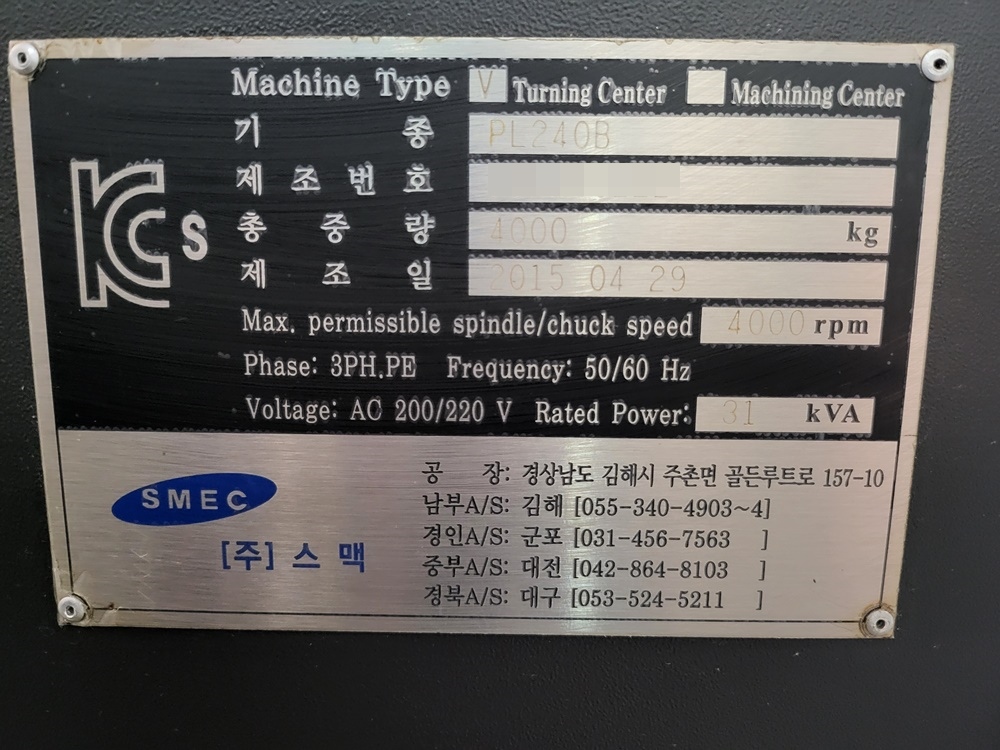 Machine Type V Turning Center Machining Center
기 종 PL240B
제 조 번 호
총 중 량 4000 kg
제 조 일 2015 04 29
KCs
Max. permissible spindle/chuck speed 4000 rpm
Phase: 3PH,PE Frequency: 50/60 Hz
Voltage: AC 200/220 V Rated Power: 31 kVA
SMEC
[주] 스 맥
공 장: 경상남도 김해시 주촌면 골든루트로 157-10
남부A/S: 김해 [055-340-4903~4]
경인A/S: 군포 [031-456-7563 ]
중부A/S: 대전 [042-864-8103 ]
경북A/S: 대구 [053-524-5211 ]